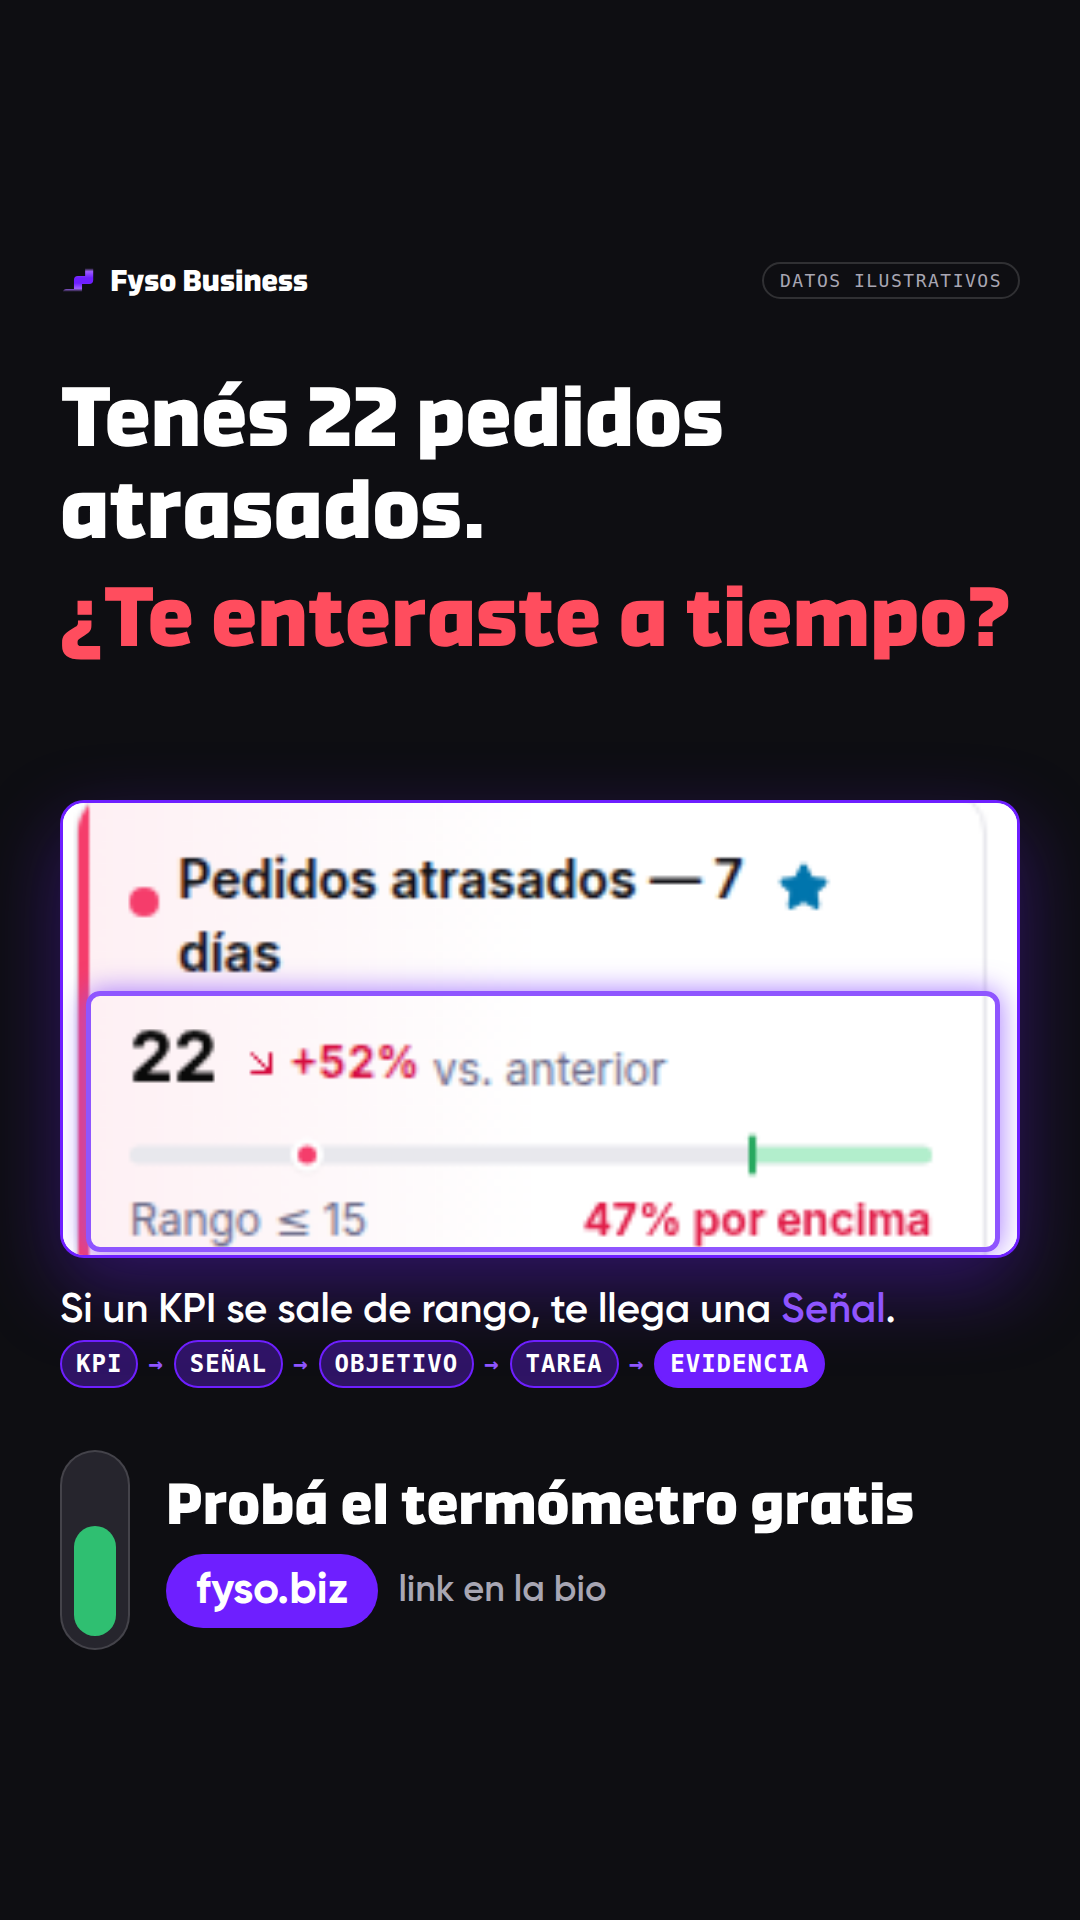 Fyso Business
DATOS ILUSTRATIVOS
Tenés 22 pedidos
atrasados.
¿Te enteraste a tiempo?
Pedidos atrasados — 7
días
22 ↘ +52% vs. anterior
Rango ≤ 15
47% por encima
Si un KPI se sale de rango, te llega una Señal.
KPI → SEÑAL → OBJETIVO → TAREA → EVIDENCIA
Probá el termómetro gratis
fyso.biz link en la bio